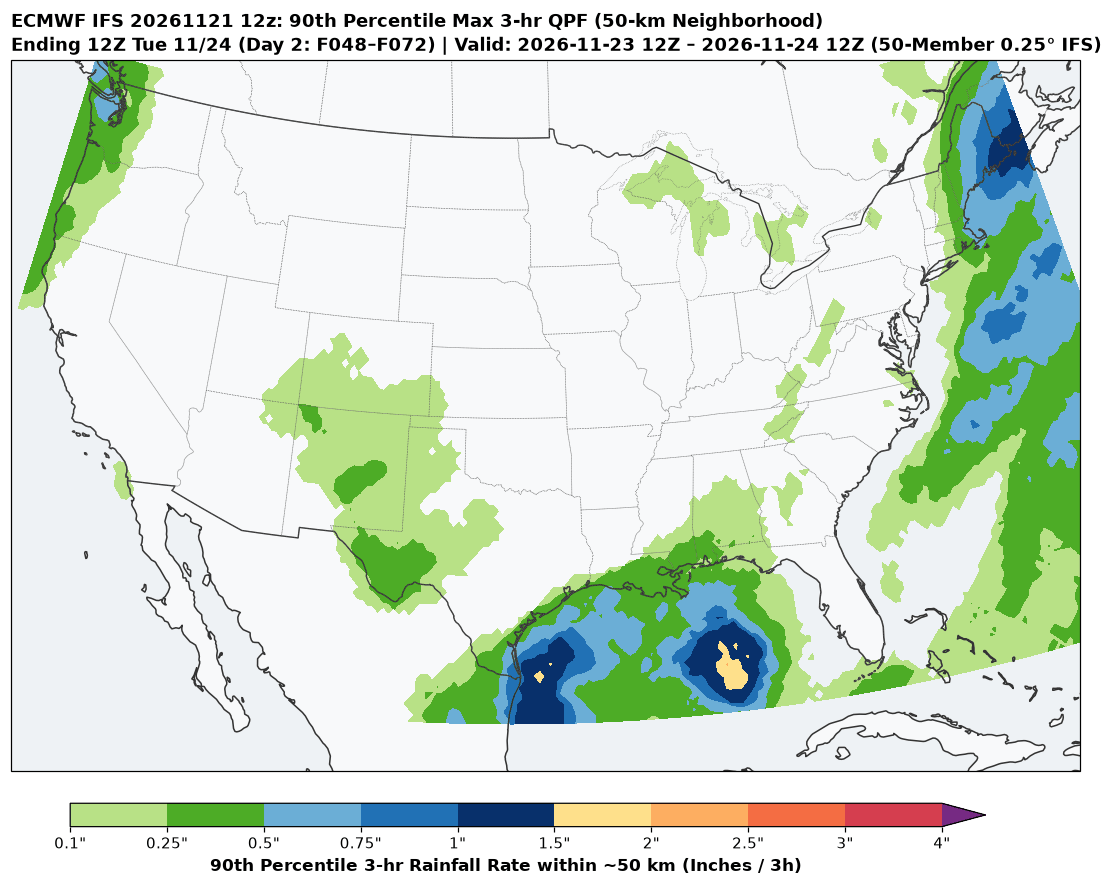 ECMWF IFS 20261121 12z: 90th Percentile Max 3-hr QPF (50-km Neighborhood)
Ending 12Z Tue 11/24 (Day 2: F048–F072) | Valid: 2026-11-23 12Z – 2026-11-24 12Z (50-Member 0.25° IFS)
0.1" 0.25" 0.5" 0.75" 1" 1.5" 2" 2.5" 3" 4"
90th Percentile 3-hr Rainfall Rate within ~50 km (Inches / 3h)